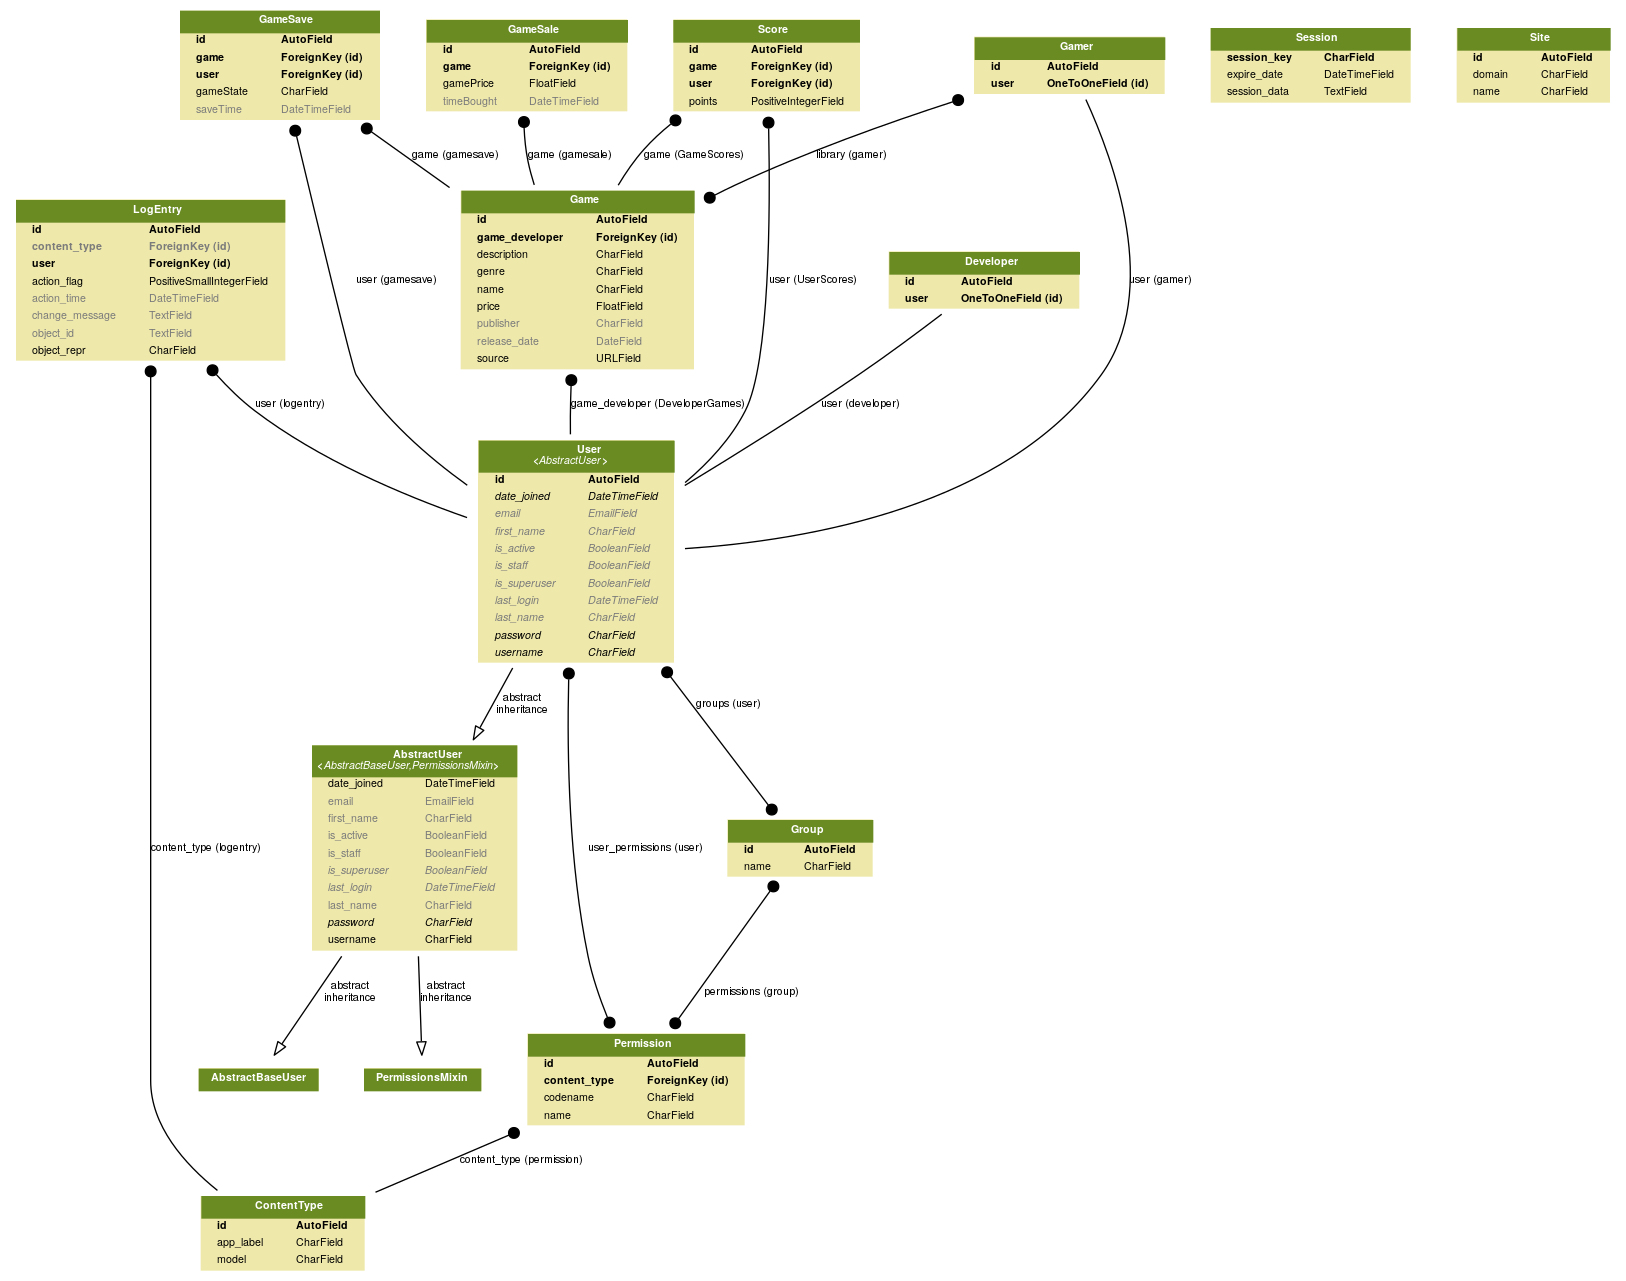 GameSave
id AutoField
game ForeignKey (id)
user ForeignKey (id)
gameState CharField
saveTime DateTimeField
GameSale
id AutoField
game ForeignKey (id)
gamePrice FloatField
timeBought DateTimeField
Score
id AutoField
game ForeignKey (id)
user ForeignKey (id)
points PositiveIntegerField
Gamer
id AutoField
user OneToOneField (id)
Session
session_key CharField
expire_date DateTimeField
session_data TextField
Site
id AutoField
domain CharField
name CharField
game (gamesave)
game (gamesale)
game (GameScores)
library (gamer)
LogEntry
id AutoField
content_type ForeignKey (id)
user ForeignKey (id)
action_flag PositiveSmallIntegerField
action_time DateTimeField
change_message TextField
object_id TextField
object_repr CharField
user (gamesave)
Game
id AutoField
game_developer ForeignKey (id)
description CharField
genre CharField
name CharField
price FloatField
publisher CharField
release_date DateField
source URLField
user (UserScores)
Developer
id AutoField
user OneToOneField (id)
user (gamer)
user (logentry)
game_developer (DeveloperGames)
user (developer)
User
<AbstractUser>
id AutoField
date_joined DateTimeField
email EmailField
first_name CharField
is_active BooleanField
is_staff BooleanField
is_superuser BooleanField
last_login DateTimeField
last_name CharField
password CharField
username CharField
abstract
inheritance
groups (user)
AbstractUser
<AbstractBaseUser,PermissionsMixin>
date_joined DateTimeField
email EmailField
first_name CharField
is_active BooleanField
is_staff BooleanField
is_superuser BooleanField
last_login DateTimeField
last_name CharField
password CharField
username CharField
content_type (logentry)
user_permissions (user)
Group
id AutoField
name CharField
abstract
inheritance
abstract
inheritance
permissions (group)
AbstractBaseUser
PermissionsMixin
Permission
id AutoField
content_type ForeignKey (id)
codename CharField
name CharField
content_type (permission)
ContentType
id AutoField
app_label CharField
model CharField